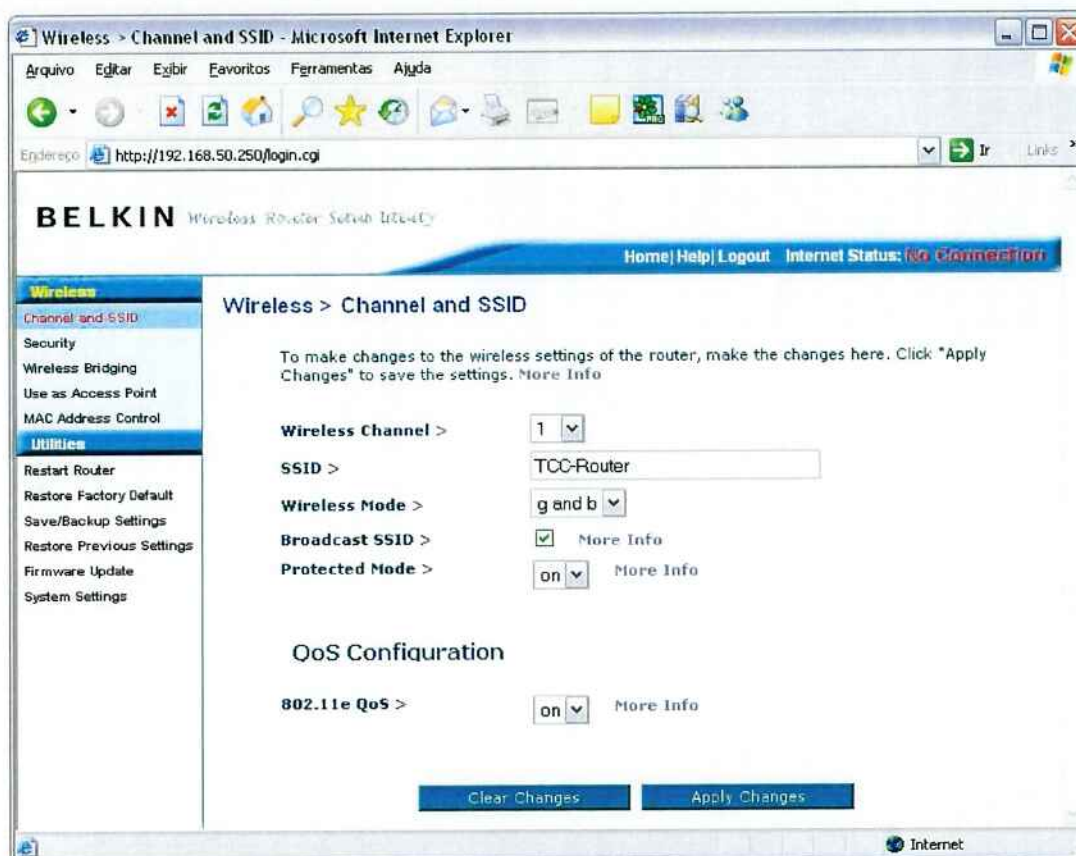 Wireless > Channel and SSID - Microsoft Internet Explorer
Arquivo Editar Exibir Favoritos Ferramentas Ajuda
Endereço http://192.168.50.250/login.cgi Ir Links »
BELKIN Wireless Router Setup Utility
Home| Help| Logout Internet Status: No Connection
Wireless
Channel and SSID
Security
Wireless Bridging
Use as Access Point
MAC Address Control
Utilities
Restart Router
Restore Factory Default
Save/Backup Settings
Restore Previous Settings
Firmware Update
System Settings
Wireless > Channel and SSID
To make changes to the wireless settings of the router, make the changes here. Click "Apply
Changes" to save the settings. More Info
Wireless Channel > 1
SSID > TCC-Router
Wireless Mode > g and b
Broadcast SSID > More Info
Protected Mode > on More Info
QoS Configuration
802.11e QoS > on More Info
Clear Changes Apply Changes
Internet